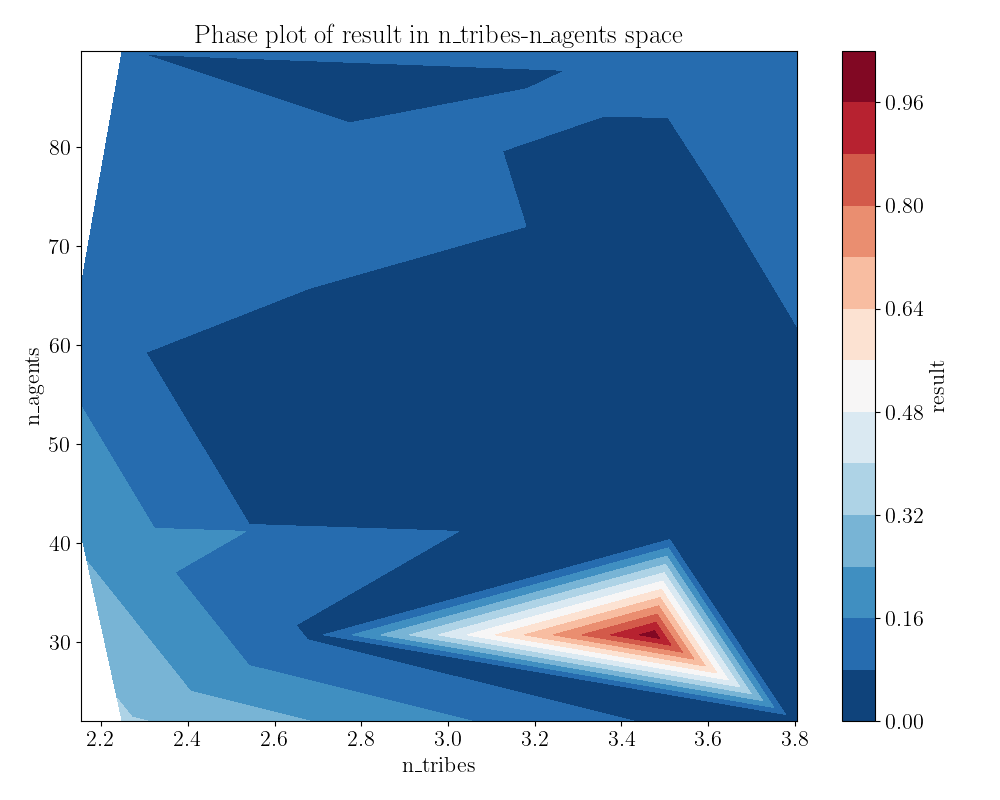 Phase plot of result in n_tribes-n_agents space
80
70
60
50
40
30
n_agents
2.2 2.4 2.6 2.8 3.0 3.2 3.4 3.6 3.8
n_tribes
0.96
0.80
0.64
0.48
0.32
0.16
0.00
result